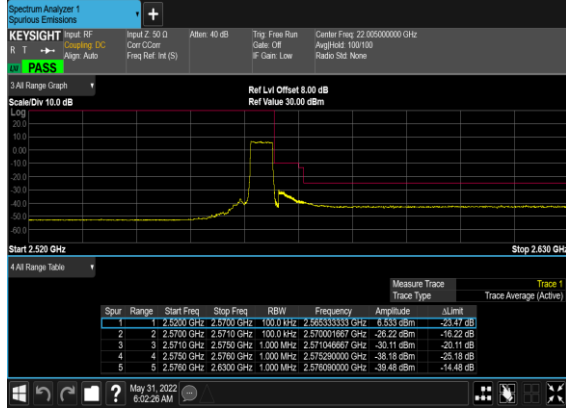 Spectrum Analyzer 1
Spurious Emissions
+
KEYSIGHT Input: RF Input Z: 50 Ω Atten: 40 dB Trig: Free Run Center Freq: 22.005000000 GHz
R T Coupling: DC Corr CCorr Gate: Off Avg|Hold: 100/100
Align: Auto Freq Ref: Int (S) IF Gain: Low Radio Std: None
PASS
3 All Range Graph
Ref Lvl Offset 8.00 dB
Scale/Div 10.0 dB Ref Value 30.00 dBm
Log
20.0
10.0
0.00
-10.0
-20.0
-30.0
-40.0
-50.0
-60.0
Start 2.520 GHz Stop 2.630 GHz
4 All Range Table
Measure Trace Trace 1
Trace Type Trace Average (Active)
Spur Range Start Freq Stop Freq RBW Frequency Amplitude ΔLimit
1 1 2.5200 GHz 2.5700 GHz 100.0 kHz 2.565333333 GHz 6.533 dBm -23.47 dB
2 2 2.5700 GHz 2.5710 GHz 100.0 kHz 2.570001667 GHz -26.22 dBm -16.22 dB
3 3 2.5710 GHz 2.5750 GHz 1.000 MHz 2.571046667 GHz -30.11 dBm -20.11 dB
4 4 2.5750 GHz 2.5760 GHz 1.000 MHz 2.575290000 GHz -38.18 dBm -25.18 dB
5 5 2.5760 GHz 2.6300 GHz 1.000 MHz 2.576090000 GHz -39.48 dBm -14.48 dB
? May 31, 2022
6:02:26 AM